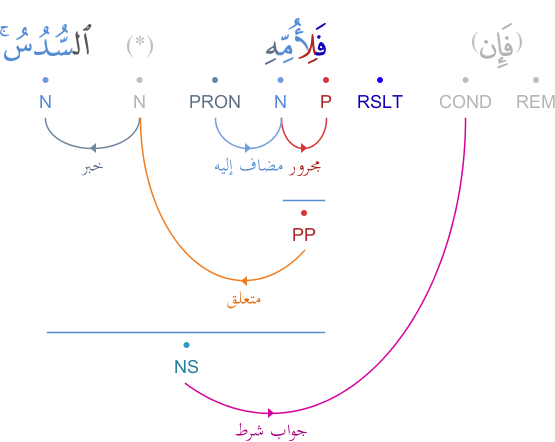 (فَإِن) فَلِأُمِّهِ (*) ٱلسُّدُسُ ۚ
REM COND RSLT P N PRON N N
مجرور مضاف إليه خبر
PP
متعلق
NS
جواب شرط